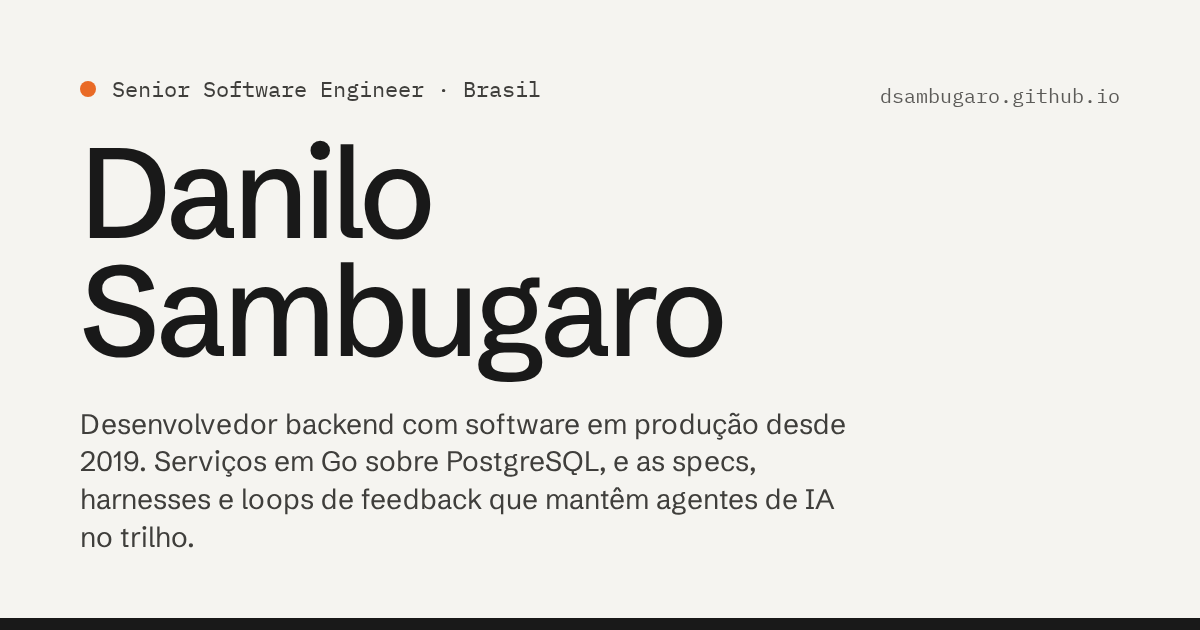 Senior Software Engineer · Brasil
dsambugaro.github.io
Danilo
Sambugaro
Desenvolvedor backend com software em produção desde
2019. Serviços em Go sobre PostgreSQL, e as specs,
harnesses e loops de feedback que mantêm agentes de IA
no trilho.